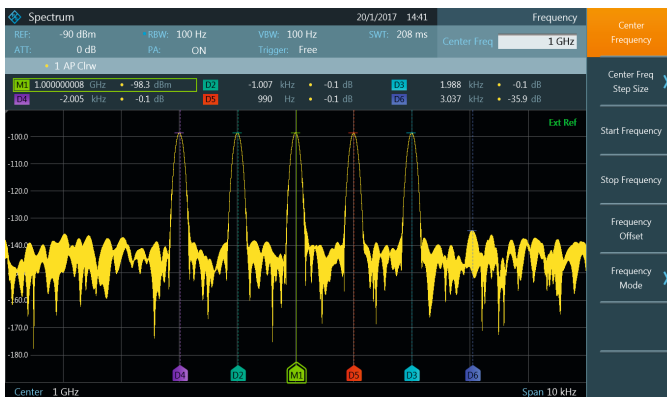 Spectrum 20/1/2017 14:41 Frequency
REF: -90 dBm RBW: 100 Hz VBW: 100 Hz SWT: 208 ms
ATT: 0 dB PA: ON Trigger: Free
Center Freq 1 GHz
1 AP Clrw
M1 1.000000008 GHz -98.3 dBm D2 -1.007 kHz -0.1 dB D3 1.988 kHz -0.1 dB
D4 -2.005 kHz -0.1 dB D5 990 Hz -0.1 dB D6 3.037 kHz -35.9 dB
Ext Ref
-100.0
-110.0
-120.0
-130.0
-140.0
-160.0
-170.0
-180.0
D4 D2 M1 D5 D3 D6
Center 1 GHz Span 10 kHz
Center
Frequency
Center Freq
Step Size
Start Frequency
Stop Frequency
Frequency
Offset
Frequency
Mode